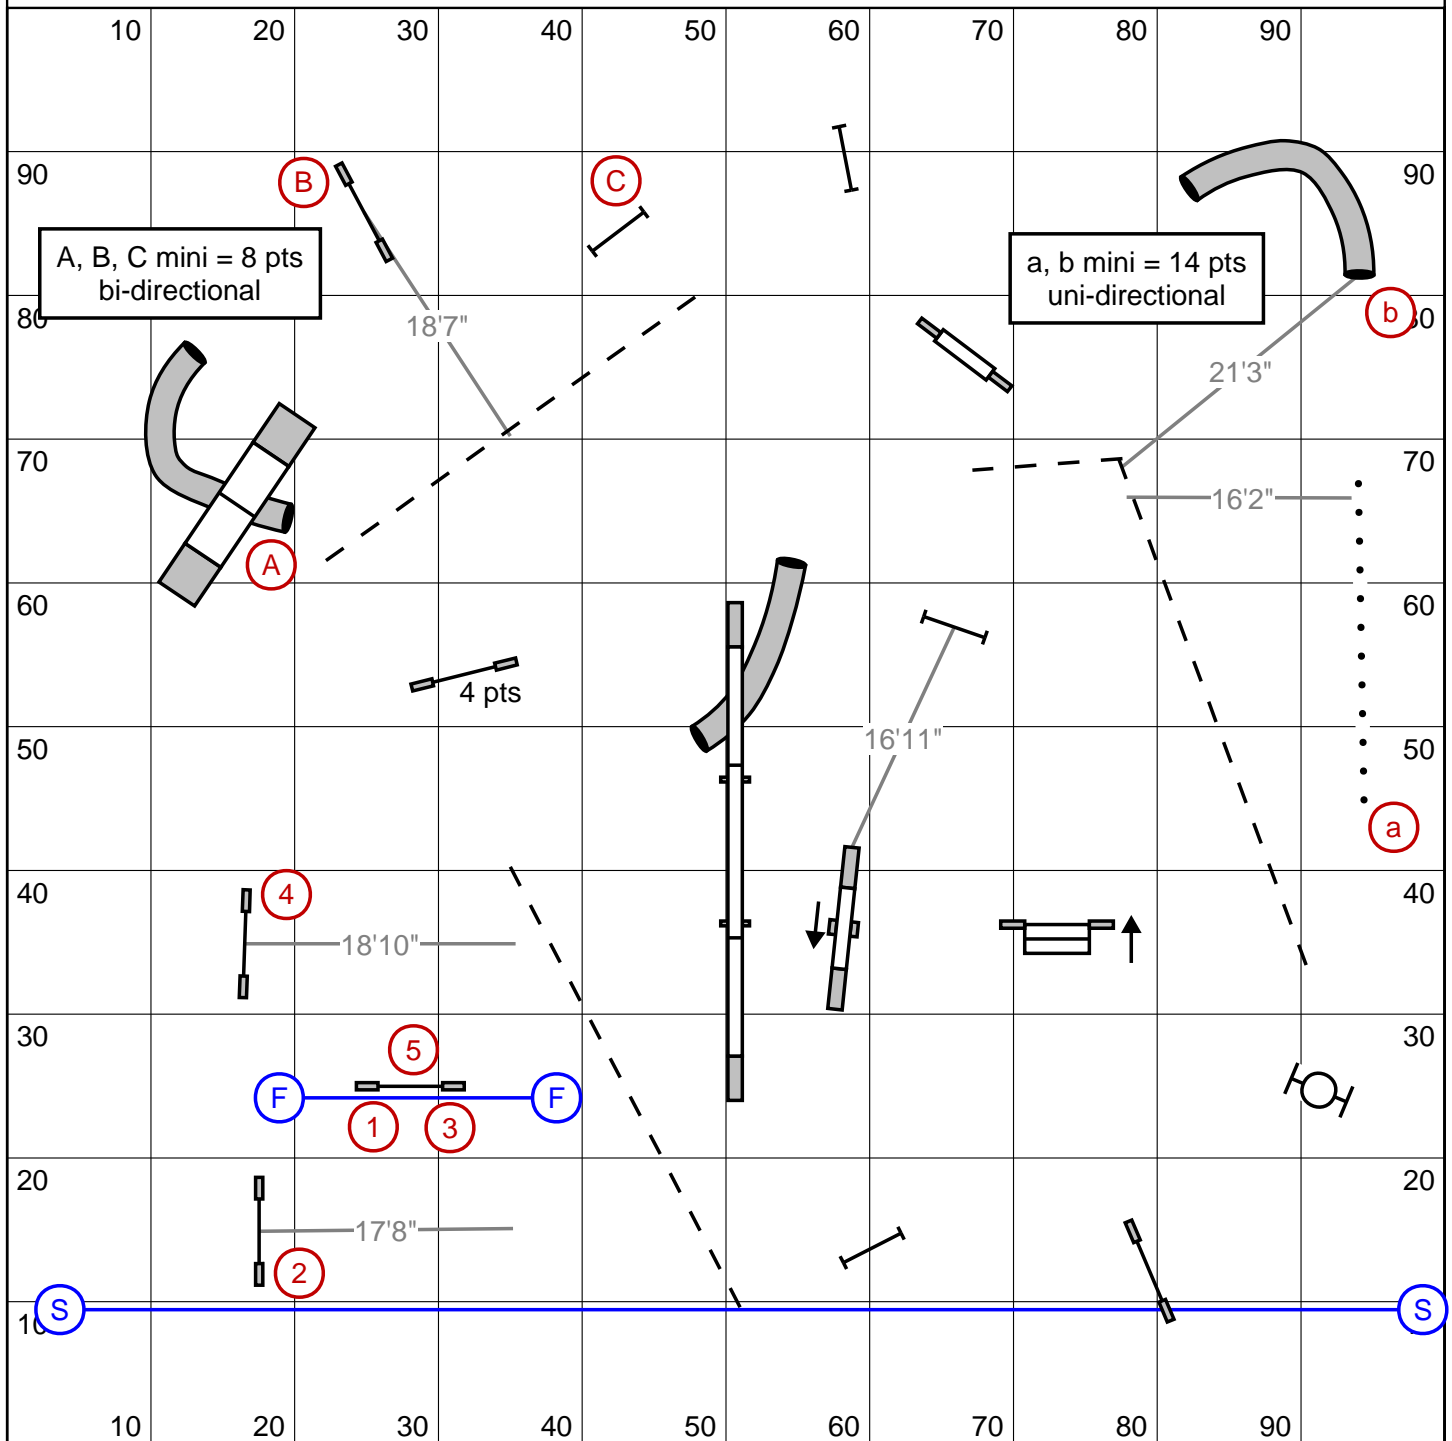 10 20 30 40 50 60 70 80 90
90 B C 90
A, B, C mini = 8 pts
bi-directional
a, b mini = 14 pts
uni-directional
80 18'7" b 80
21'3"
70 70
16'2"
A
60 60
4 pts
50 16'11" 50
a
40 4 40
18'10"
30 5 30
F F
1 3
20 20
17'8"
2
S S
10
10 20 30 40 50 60 70 80 90